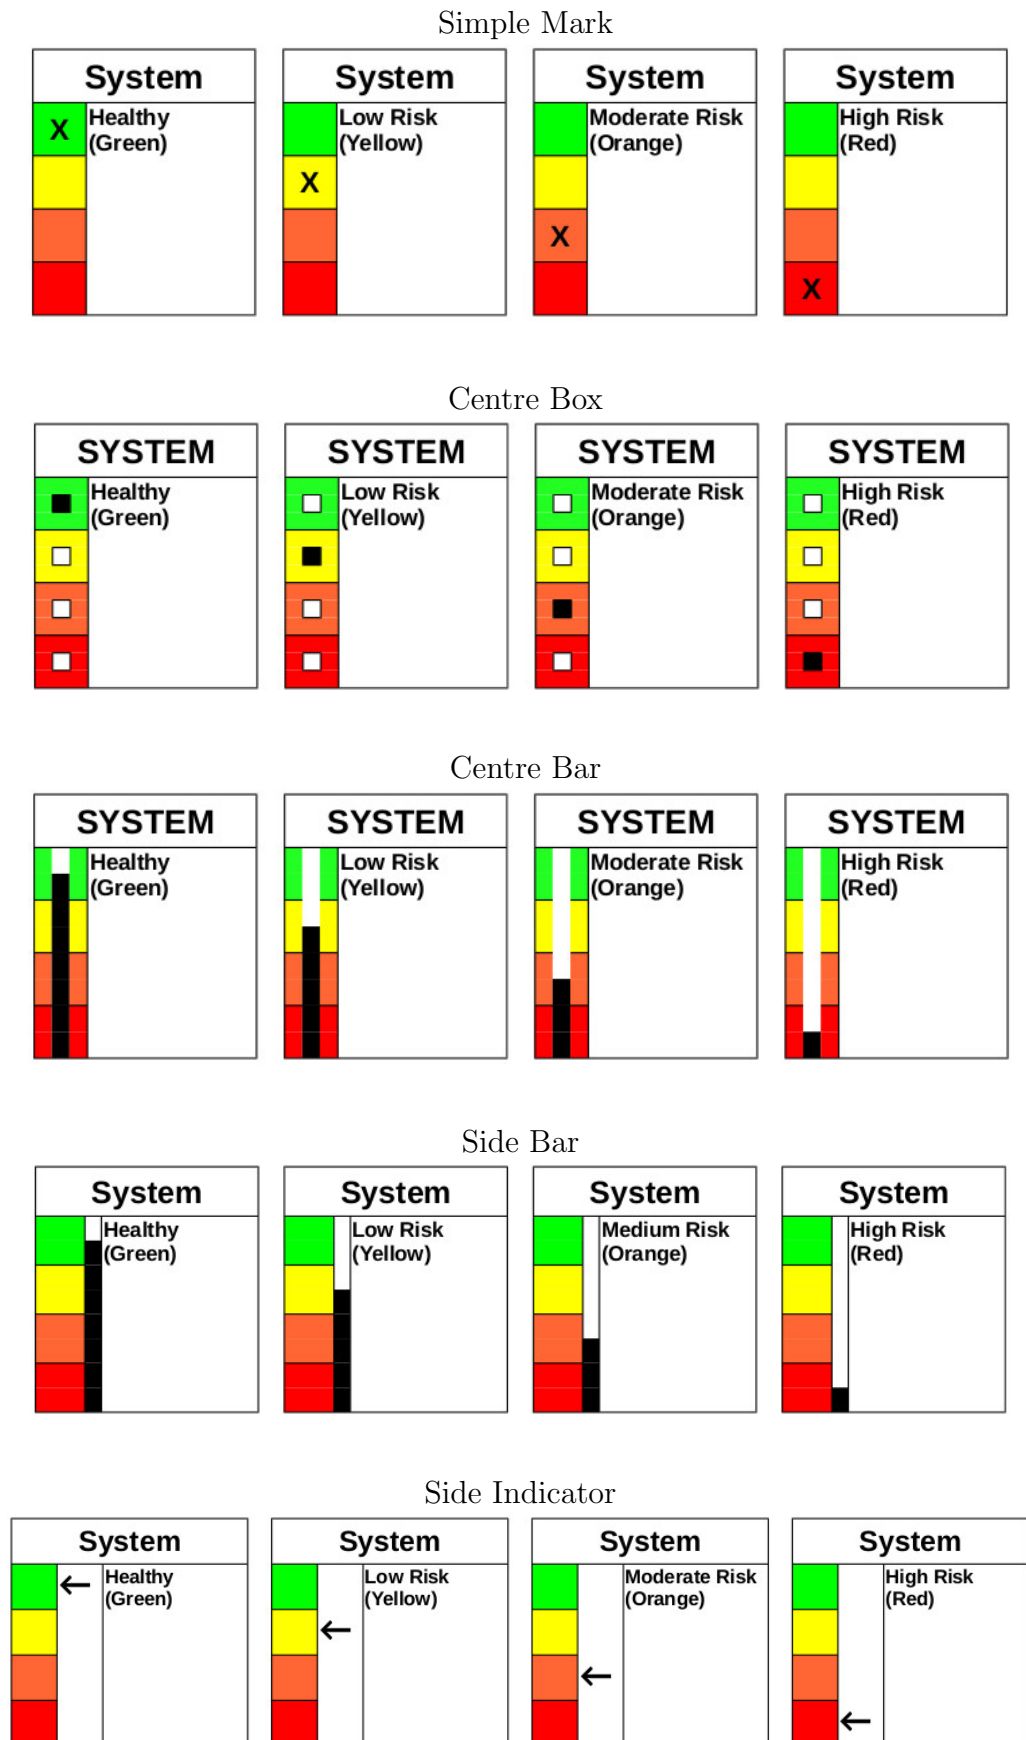 Simple Mark
System System System System
Healthy Low Risk Moderate Risk High Risk
(Green) (Yellow) (Orange) (Red)
X
X
X
X
Centre Box
SYSTEM SYSTEM SYSTEM SYSTEM
Healthy Low Risk Moderate Risk High Risk
(Green) (Yellow) (Orange) (Red)
Centre Bar
SYSTEM SYSTEM SYSTEM SYSTEM
Healthy Low Risk Moderate Risk High Risk
(Green) (Yellow) (Orange) (Red)
Side Bar
System System System System
Healthy Low Risk Medium Risk High Risk
(Green) (Yellow) (Orange) (Red)
Side Indicator
System System System System
Healthy Low Risk Moderate Risk High Risk
(Green) (Yellow) (Orange) (Red)